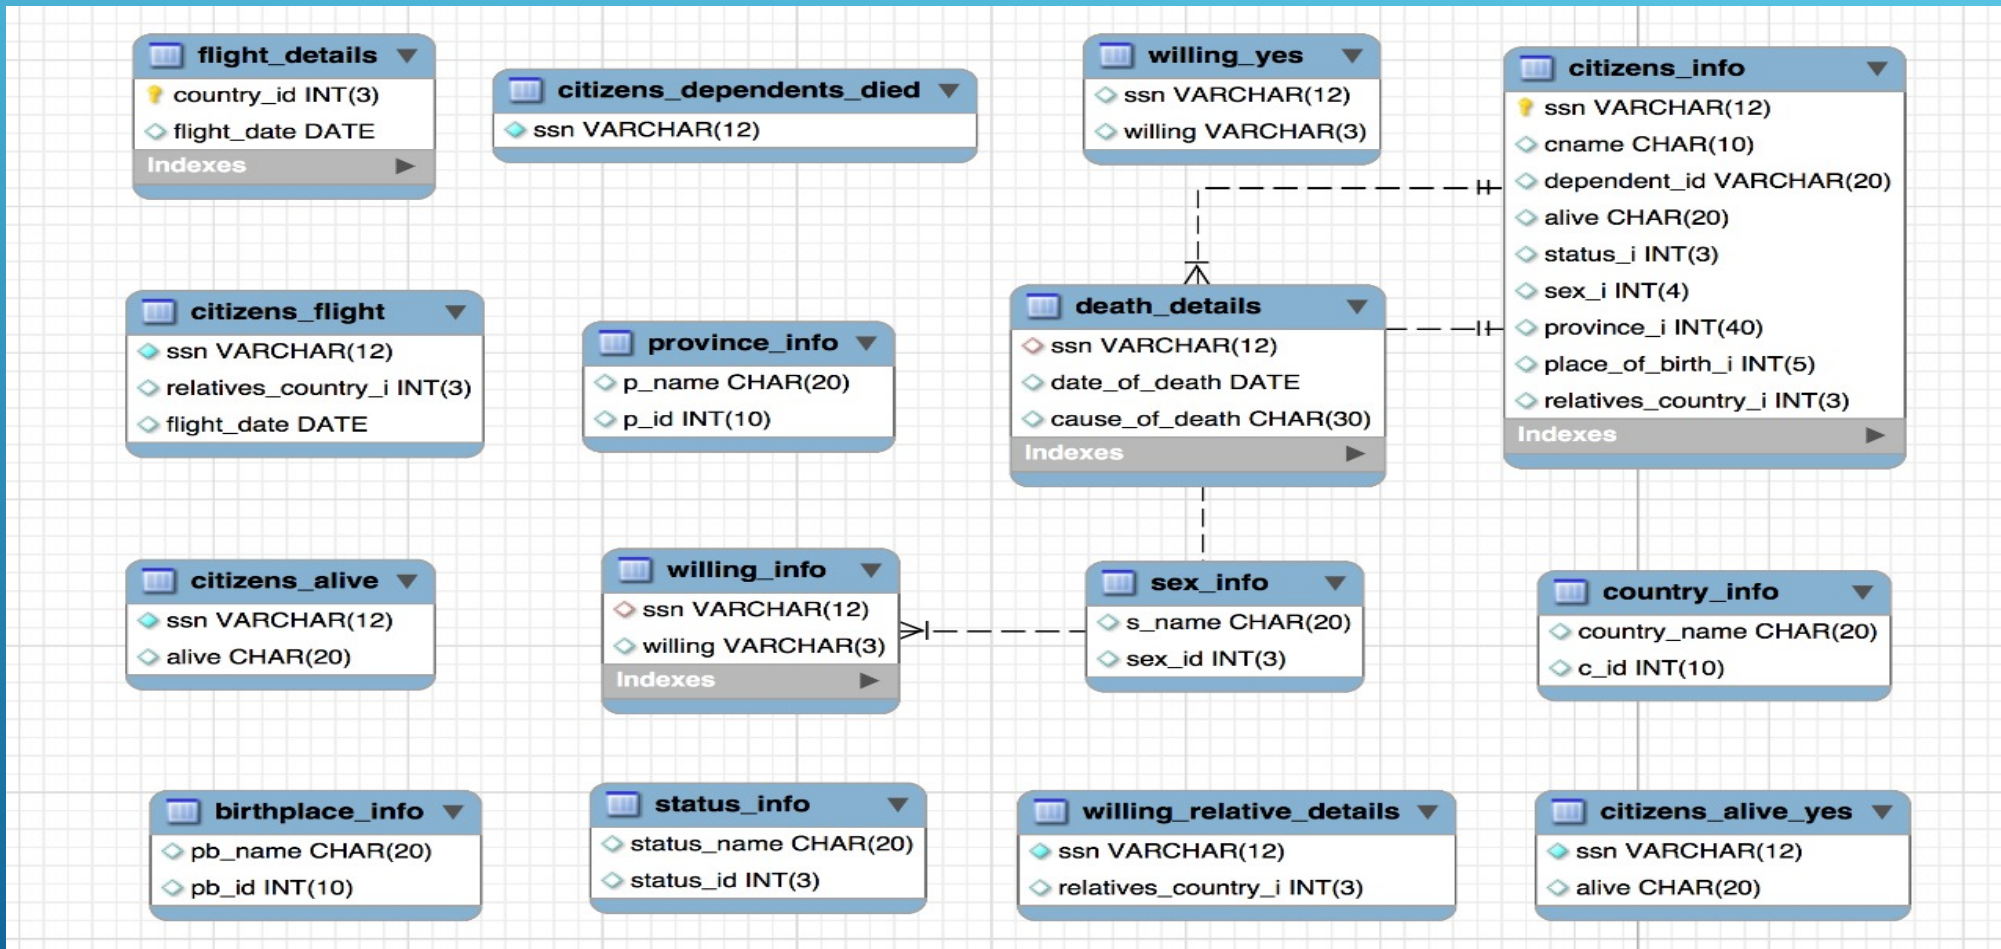 flight_details
country_id INT(3)
flight_date DATE
Indexes
citizens_dependents_died
ssn VARCHAR(12)
willing_yes
ssn VARCHAR(12)
willing VARCHAR(3)
citizens_info
ssn VARCHAR(12)
cname CHAR(10)
dependent_id VARCHAR(20)
alive CHAR(20)
status_i INT(3)
sex_i INT(4)
province_i INT(40)
place_of_birth_i INT(5)
relatives_country_i INT(3)
Indexes
citizens_flight
ssn VARCHAR(12)
relatives_country_i INT(3)
flight_date DATE
province_info
p_name CHAR(20)
p_id INT(10)
death_details
ssn VARCHAR(12)
date_of_death DATE
cause_of_death CHAR(30)
Indexes
citizens_alive
ssn VARCHAR(12)
alive CHAR(20)
willing_info
ssn VARCHAR(12)
willing VARCHAR(3)
Indexes
sex_info
s_name CHAR(20)
sex_id INT(3)
country_info
country_name CHAR(20)
c_id INT(10)
birthplace_info
pb_name CHAR(20)
pb_id INT(10)
status_info
status_name CHAR(20)
status_id INT(3)
willing_relative_details
ssn VARCHAR(12)
relatives_country_i INT(3)
citizens_alive_yes
ssn VARCHAR(12)
alive CHAR(20)